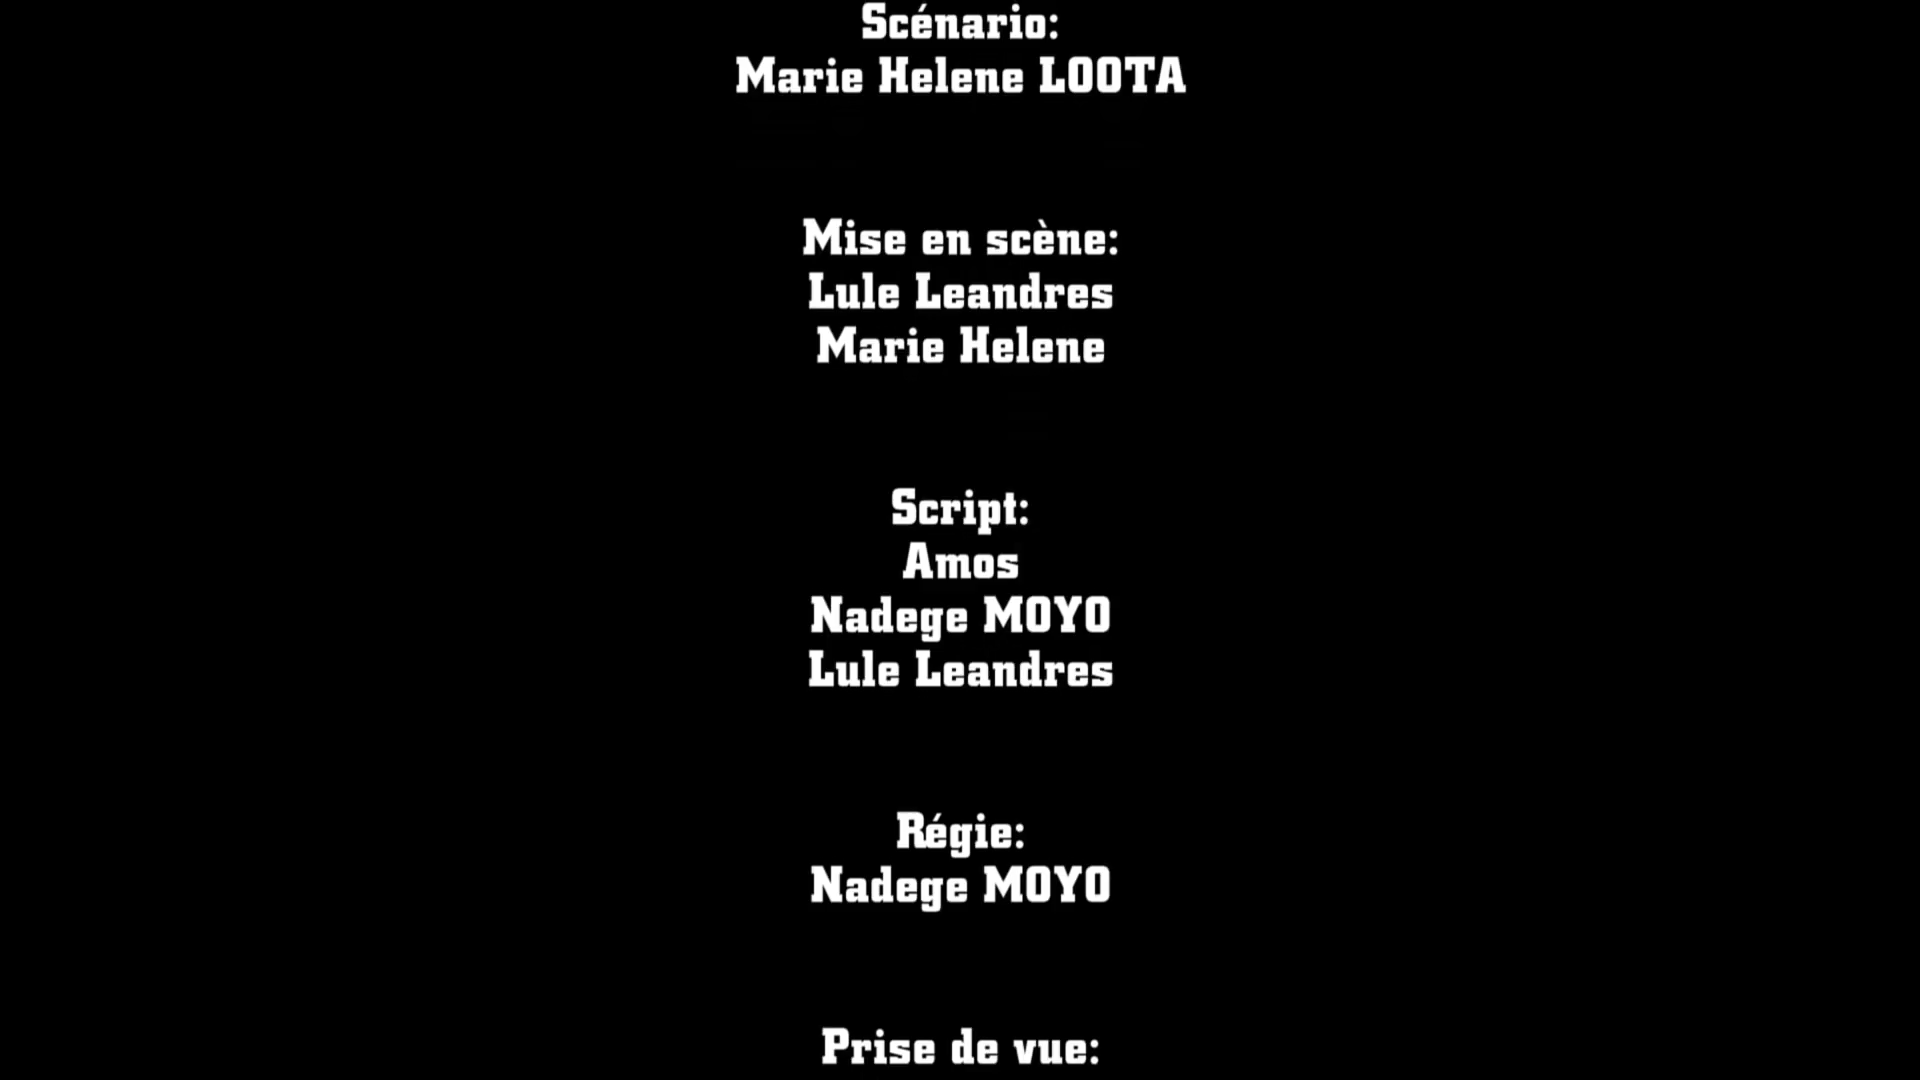 Scénario:
Marie Helene LOOTA
Mise en scène:
Lule Leandres
Marie Helene
Script:
Amos
Nadege MOYO
Lule Leandres
Régie:
Nadege MOYO
Prise de vue: